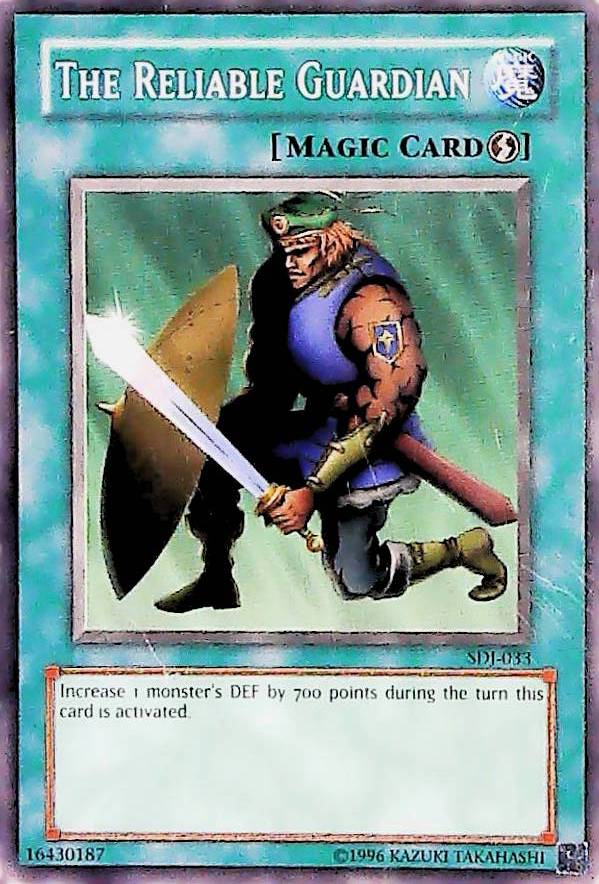 THE RELIABLE GUARDIAN
魔
[MAGIC CARD]
SDJ-033
Increase 1 monster's DEF by 700 points during the turn this
card is activated.
16430187
©1996 KAZUKI TAKAHASHI